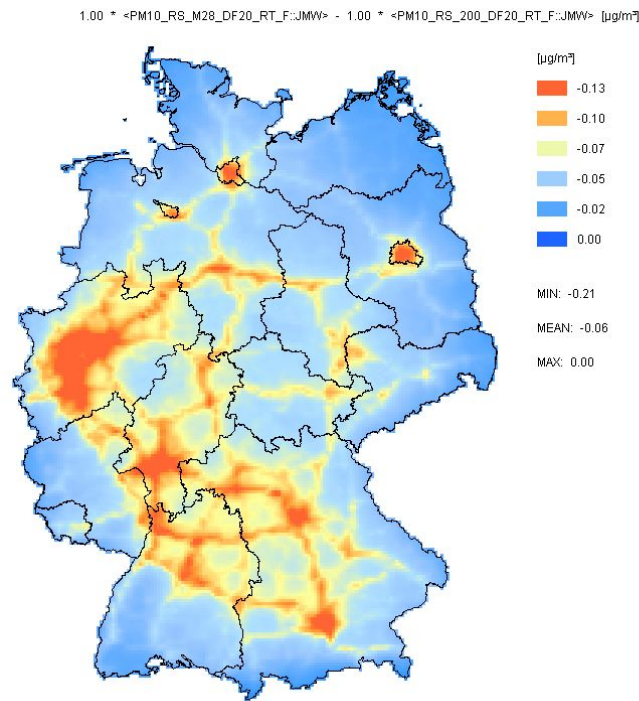 1.00 * <PM10_RS_M28_DF20_RT_F::JMW> - 1.00 * <PM10_RS_200_DF20_RT_F::JMW> [µg/m³]
[µg/m³]
-0.13
-0.10
-0.07
-0.05
-0.02
0.00
MIN: -0.21
MEAN: -0.06
MAX: 0.00